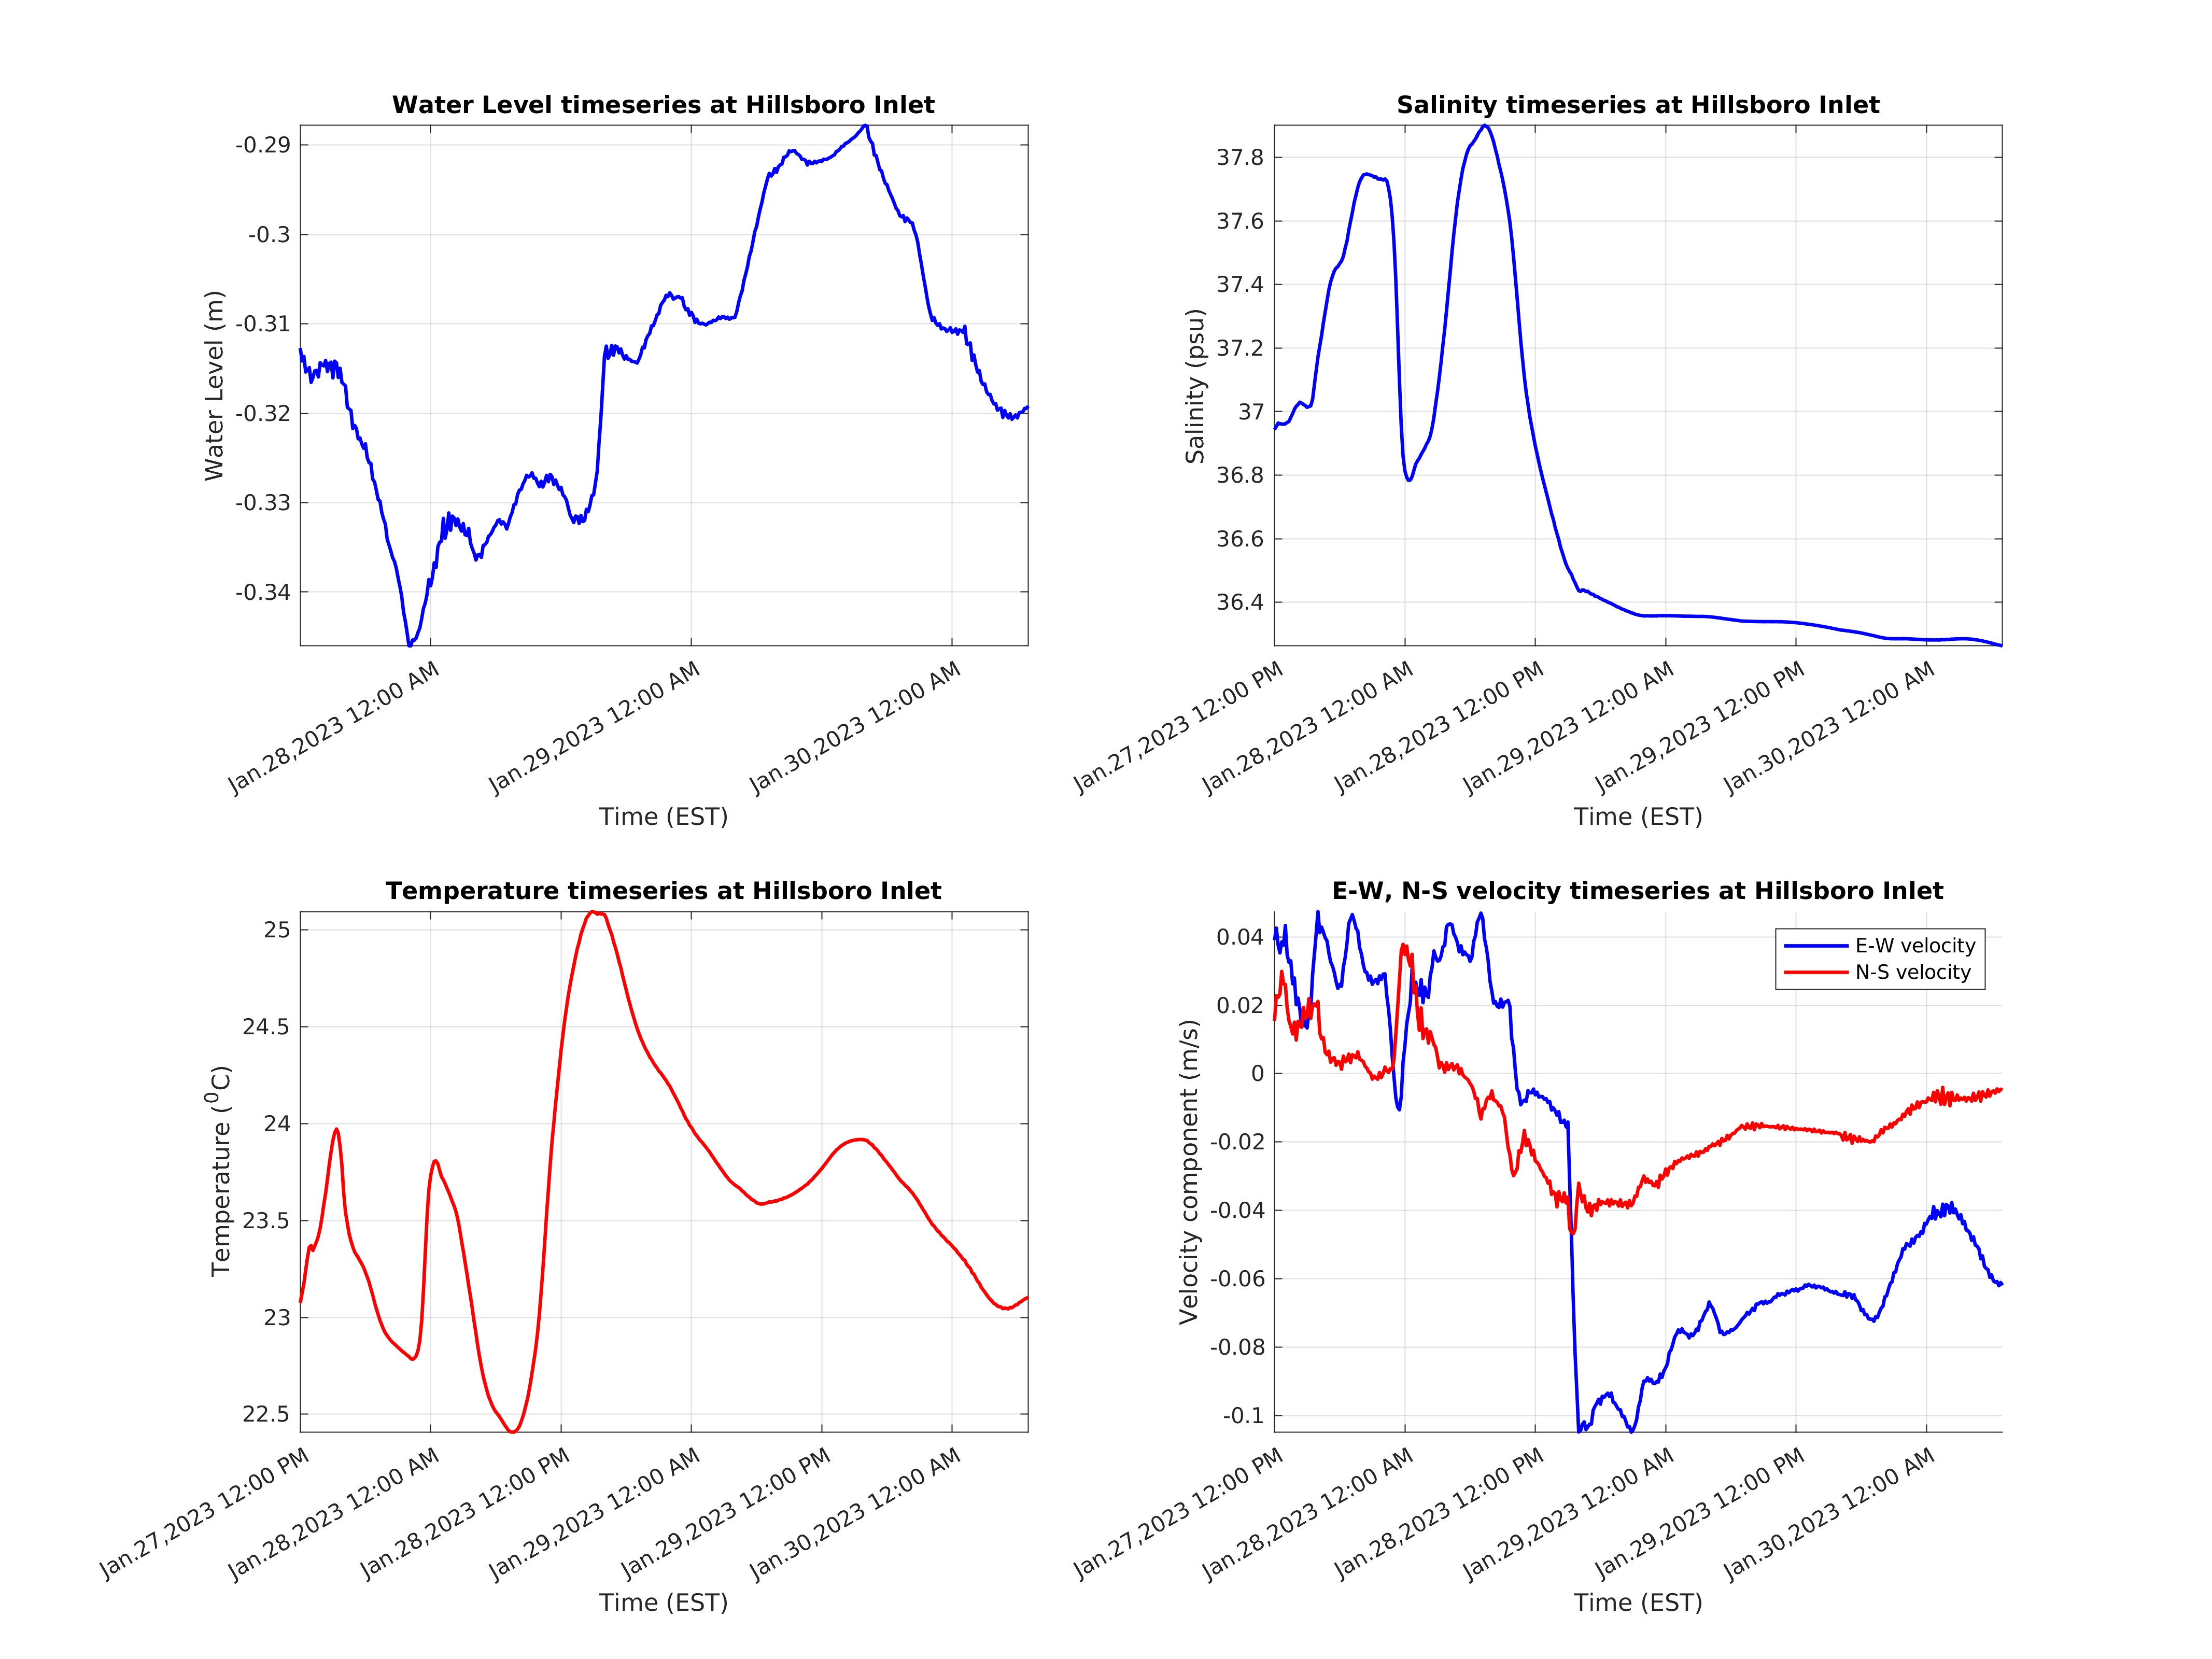 Water Level timeseries at Hillsboro Inlet
Water Level (m)
-0.29
-0.3
-0.31
-0.32
-0.33
-0.34
Jan.28,2023 12:00 AM
Jan.29,2023 12:00 AM
Jan.30,2023 12:00 AM
Time (EST)
Salinity timeseries at Hillsboro Inlet
Salinity (psu)
37.8
37.6
37.4
37.2
37
36.8
36.6
36.4
Jan.27,2023 12:00 PM
Jan.28,2023 12:00 AM
Jan.28,2023 12:00 PM
Jan.29,2023 12:00 AM
Jan.29,2023 12:00 PM
Jan.30,2023 12:00 AM
Time (EST)
Temperature timeseries at Hillsboro Inlet
Temperature (⁰C)
25
24.5
24
23.5
23
22.5
Jan.27,2023 12:00 PM
Jan.28,2023 12:00 AM
Jan.28,2023 12:00 PM
Jan.29,2023 12:00 AM
Jan.29,2023 12:00 PM
Jan.30,2023 12:00 AM
Time (EST)
E-W, N-S velocity timeseries at Hillsboro Inlet
Velocity component (m/s)
0.04
0.02
0
-0.02
-0.04
-0.06
-0.08
-0.1
E-W velocity
N-S velocity
Jan.27,2023 12:00 PM
Jan.28,2023 12:00 AM
Jan.28,2023 12:00 PM
Jan.29,2023 12:00 AM
Jan.29,2023 12:00 PM
Jan.30,2023 12:00 AM
Time (EST)